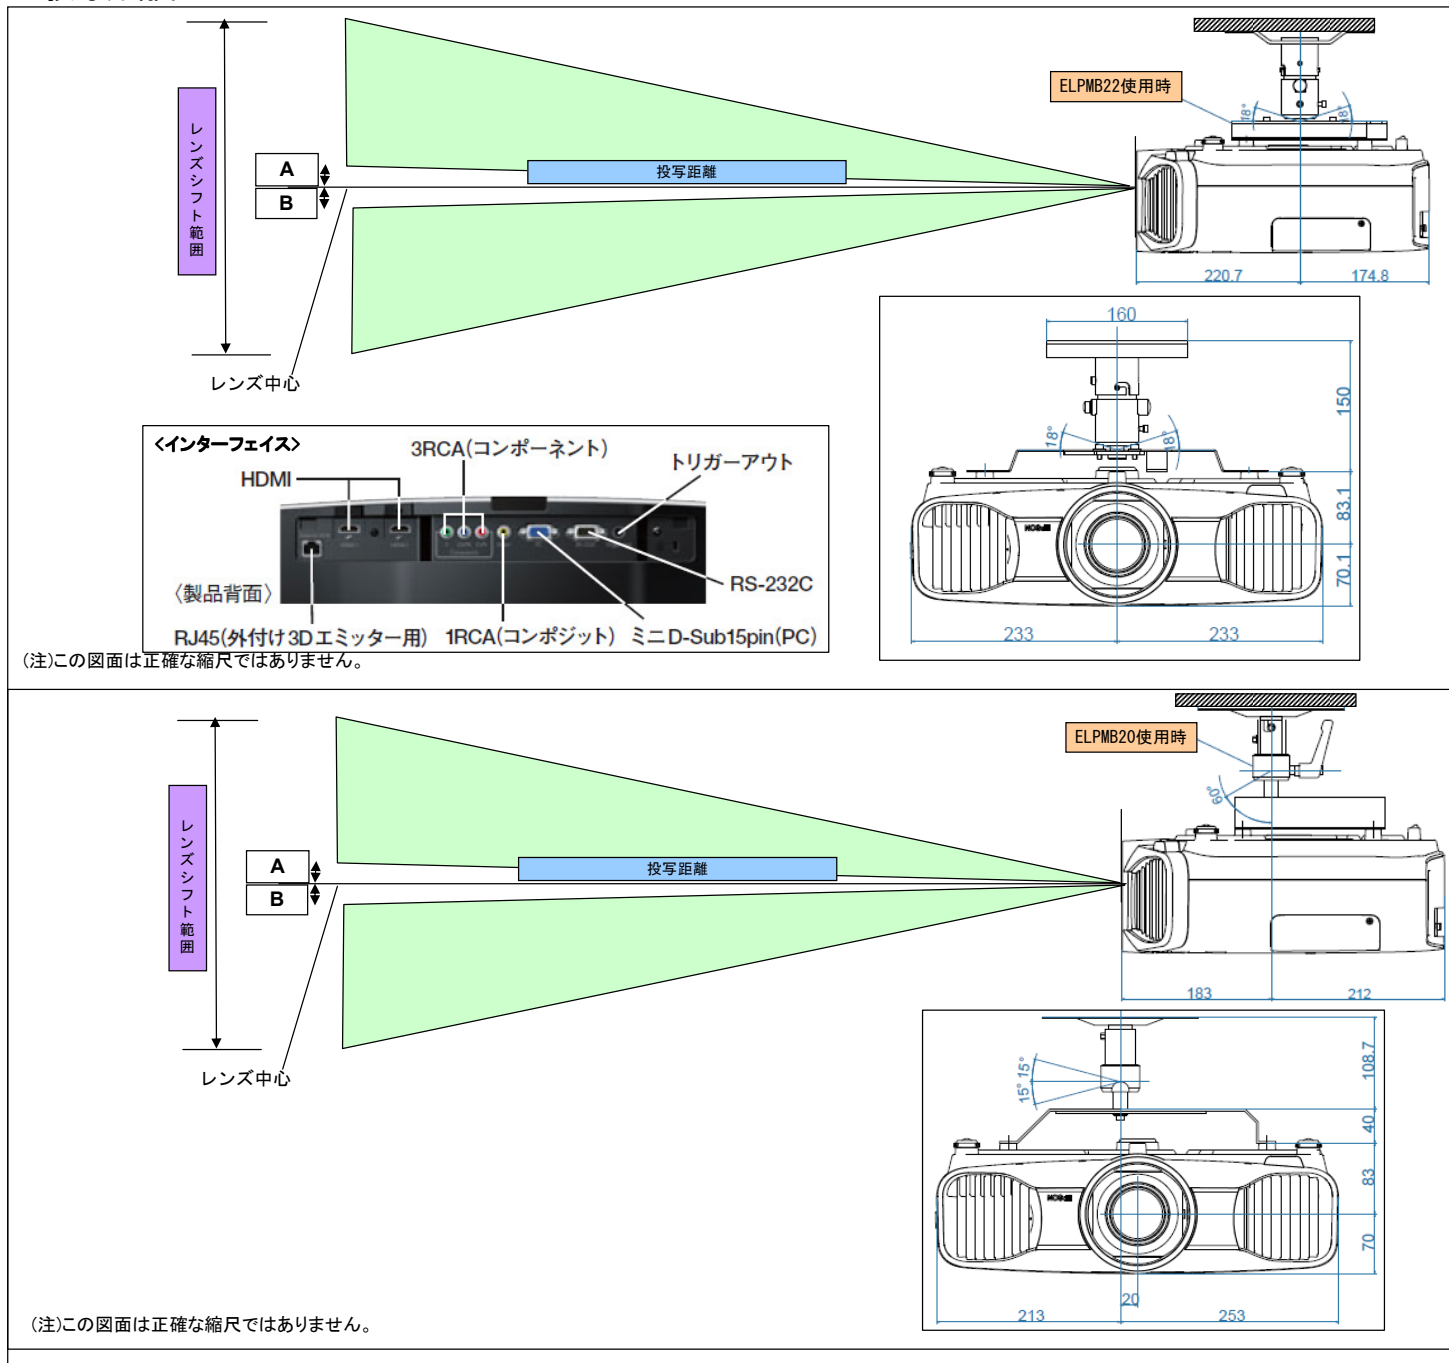 ELPMB22使用時
18°
18°
レンズシフト範囲
A
B
投写距離
220.7
174.8
レンズ中心
160
150
18°
18°
83.1
70.1
EPSON
233
233
<インターフェイス>
3RCA(コンポーネント)
トリガーアウト
HDMI
RS-232C
〈製品背面〉
RJ45(外付け3Dエミッター用)
1RCA(コンポジット)
ミニD-Sub15pin(PC)
(注)この図面は正確な縮尺ではありません。
ELPMB20使用時
60°
レンズシフト範囲
A
B
投写距離
183
212
レンズ中心
15°
15°
108.7
40
83
70
EPSON
20
213
253
(注)この図面は正確な縮尺ではありません。